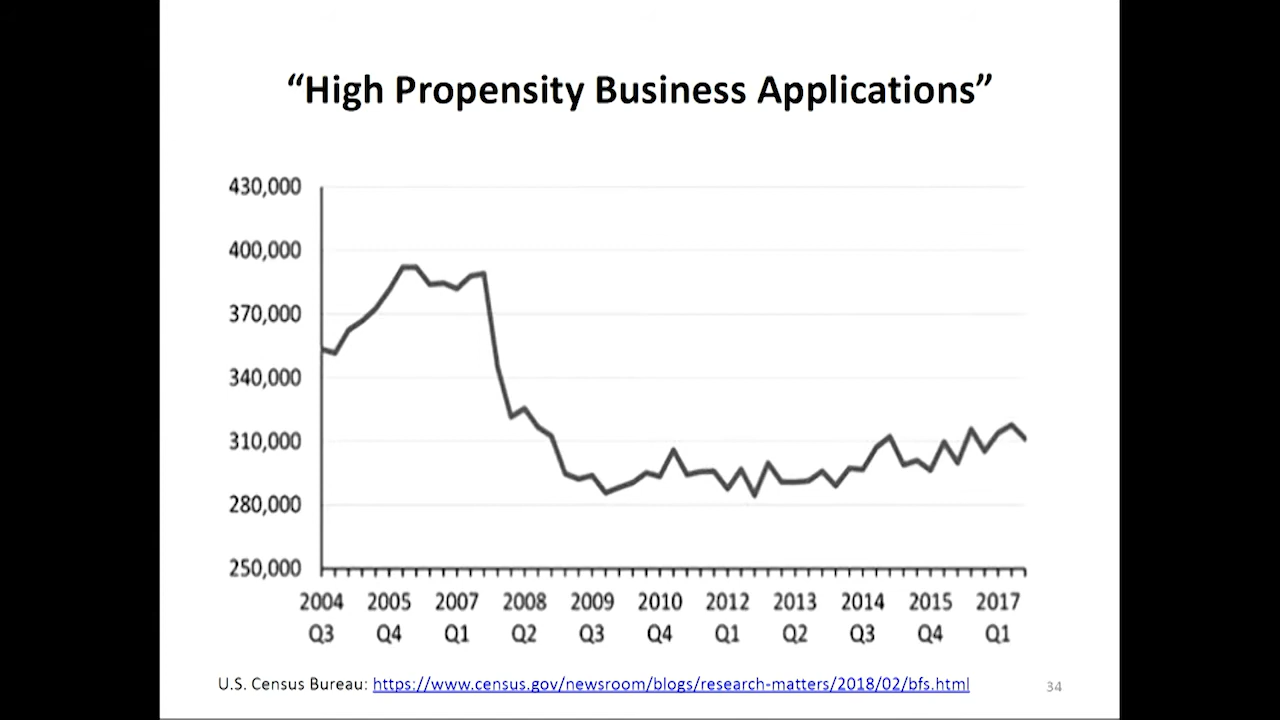 “High Propensity Business Applications”
430,000
400,000
370,000
340,000
310,000
280,000
250,000
2004 2005 2007 2008 2009 2010 2012 2013 2014 2015 2017
Q3 Q4 Q1 Q2 Q3 Q4 Q1 Q2 Q3 Q4 Q1
U.S. Census Bureau: https://www.census.gov/newsroom/blogs/research-matters/2018/02/bfs.html 34